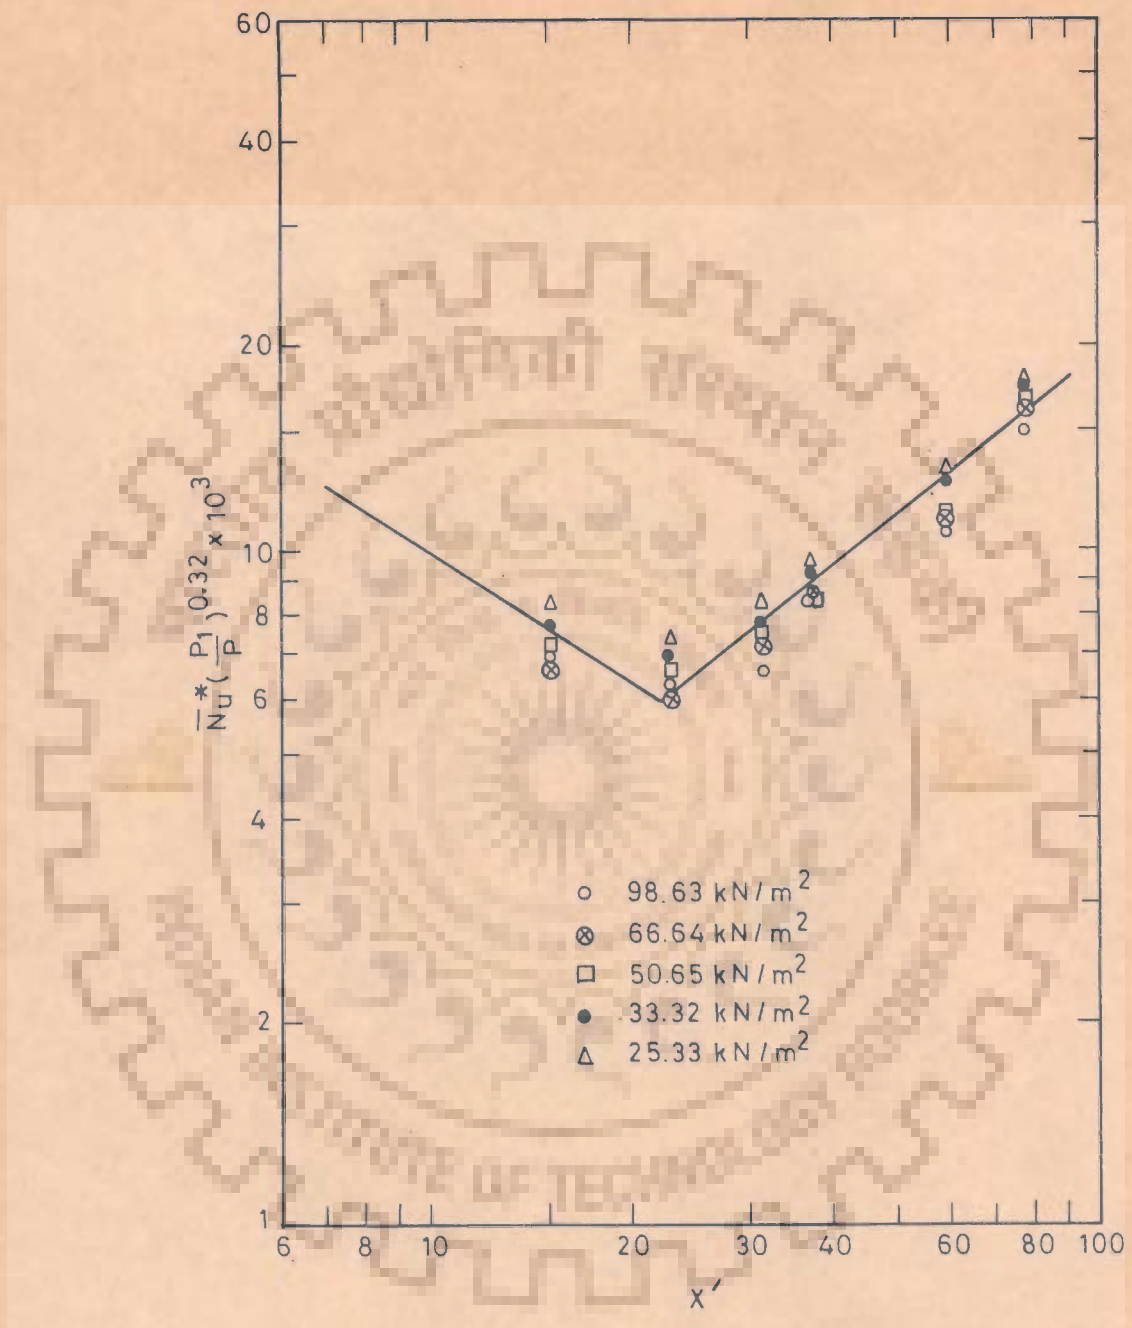 60
40
20
10
8
6
4
2
1
N̄u* (P1/P)^0.32 × 10^3
○ 98.63 kN/m²
⊗ 66.64 kN/m²
□ 50.65 kN/m²
● 33.32 kN/m²
△ 25.33 kN/m²
6 8 10 20 30 40 60 80 100
X′
OF TECHNOLOGY